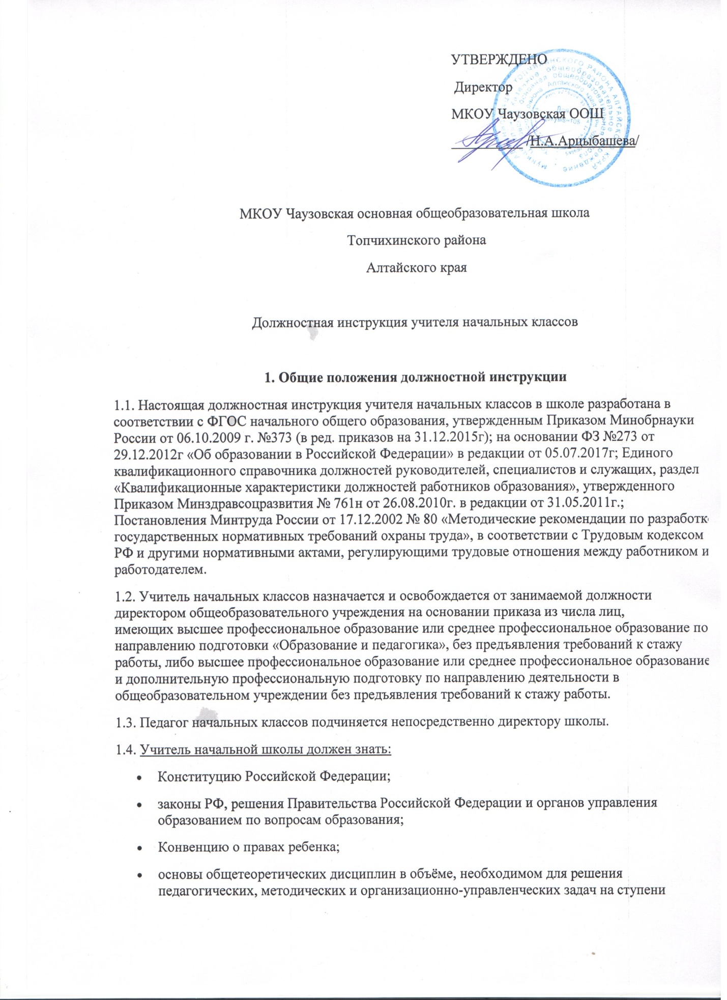 УТВЕРЖДЕНО
Директор
МКОУ Чаузовская ООШ
__________ /Н.А.Арцыбашева/
МКОУ Чаузовская основная общеобразовательная школа
Топчихинского района
Алтайского края
Должностная инструкция учителя начальных классов
1. Общие положения должностной инструкции
1.1. Настоящая должностная инструкция учителя начальных классов в школе разработана в
соответствии с ФГОС начального общего образования, утвержденным Приказом Минобрнауки
России от 06.10.2009 г. №373 (в ред. приказов на 31.12.2015г); на основании ФЗ №273 от
29.12.2012г «Об образовании в Российской Федерации» в редакции от 05.07.2017г; Единого
квалификационного справочника должностей руководителей, специалистов и служащих, раздел
«Квалификационные характеристики должностей работников образования», утвержденного
Приказом Минздравсоцразвития № 761н от 26.08.2010г. в редакции от 31.05.2011г.;
Постановления Минтруда России от 17.12.2002 № 80 «Методические рекомендации по разработк
государственных нормативных требований охраны труда», в соответствии с Трудовым кодексом
РФ и другими нормативными актами, регулирующими трудовые отношения между работником и
работодателем.
1.2. Учитель начальных классов назначается и освобождается от занимаемой должности
директором общеобразовательного учреждения на основании приказа из числа лиц,
имеющих высшее профессиональное образование или среднее профессиональное образование по
направлению подготовки «Образование и педагогика», без предъявления требований к стажу
работы, либо высшее профессиональное образование или среднее профессиональное образование
и дополнительную профессиональную подготовку по направлению деятельности в
общеобразовательном учреждении без предъявления требований к стажу работы.
1.3. Педагог начальных классов подчиняется непосредственно директору школы.
1.4. Учитель начальной школы должен знать:
• Конституцию Российской Федерации;
• законы РФ, решения Правительства Российской Федерации и органов управления
образованием по вопросам образования;
• Конвенцию о правах ребенка;
• основы общетеоретических дисциплин в объёме, необходимом для решения
педагогических, методических и организационно-управленческих задач на ступени